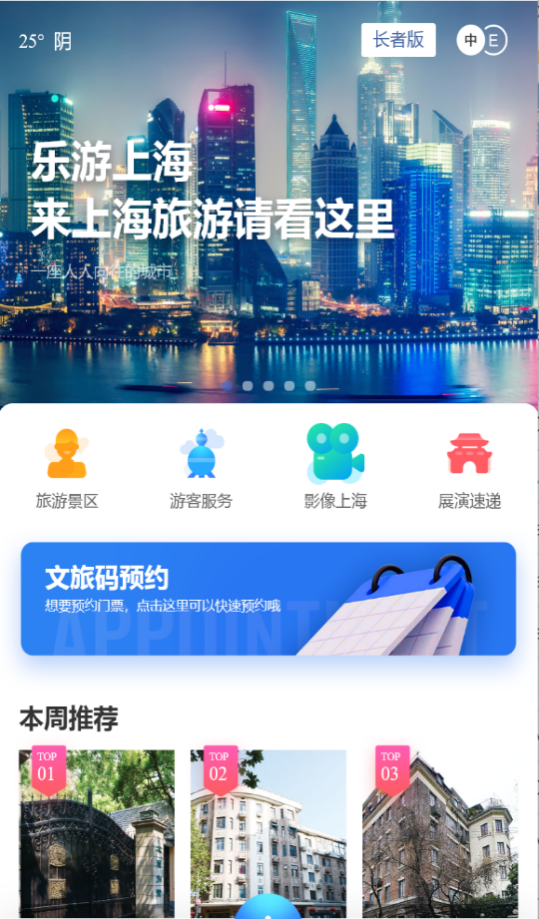 25° 阴
长者版
中 E
乐游上海
来上海旅游请看这里
一座人人向往的城市
旅游景区
游客服务
影像上海
展演速递
文旅码预约
想要预约门票，点击这里可以快速预约哦
APPOINTMENT
本周推荐
TOP
01
TOP
02
TOP
03